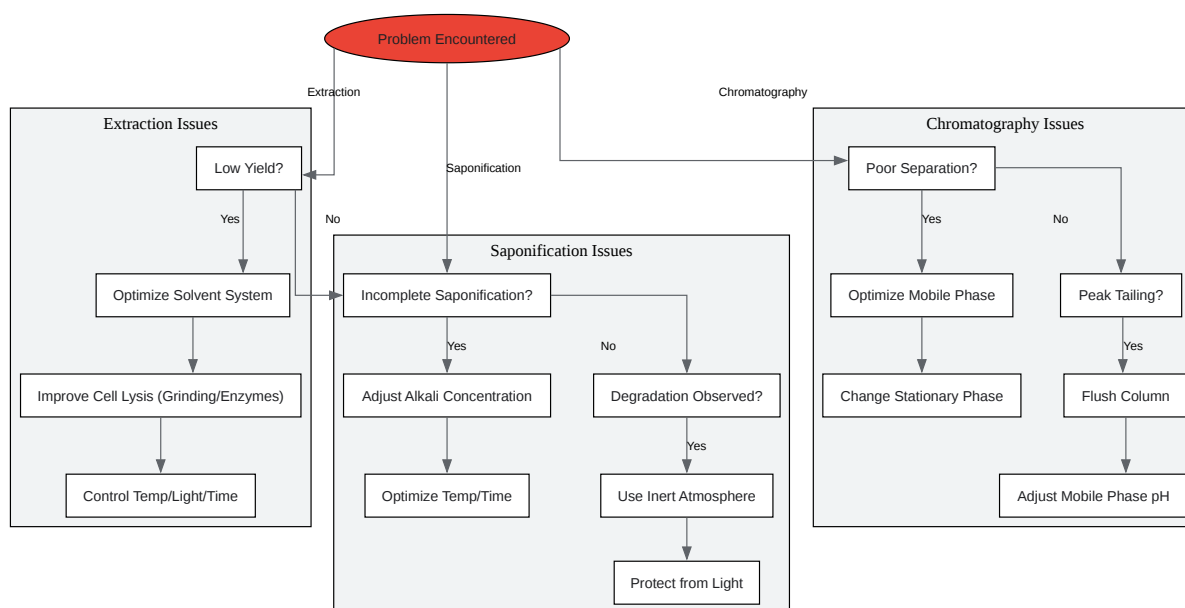 Problem Encountered
Extraction
Saponification
Chromatography
Extraction Issues
Low Yield?
Yes
No
Optimize Solvent System
Improve Cell Lysis (Grinding/Enzymes)
Control Temp/Light/Time
Saponification Issues
Incomplete Saponification?
Yes
No
Adjust Alkali Concentration
Optimize Temp/Time
Degradation Observed?
Yes
Use Inert Atmosphere
Protect from Light
Chromatography Issues
Poor Separation?
Yes
No
Optimize Mobile Phase
Change Stationary Phase
Peak Tailing?
Yes
Flush Column
Adjust Mobile Phase pH